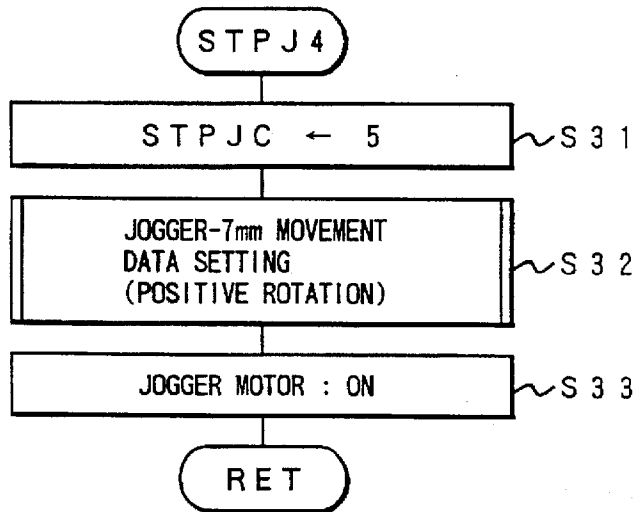 STPJ4
STPJC ← 5
S31
JOGGER-7mm MOVEMENT
DATA SETTING
(POSITIVE ROTATION)
S32
JOGGER MOTOR : ON
S33
RET